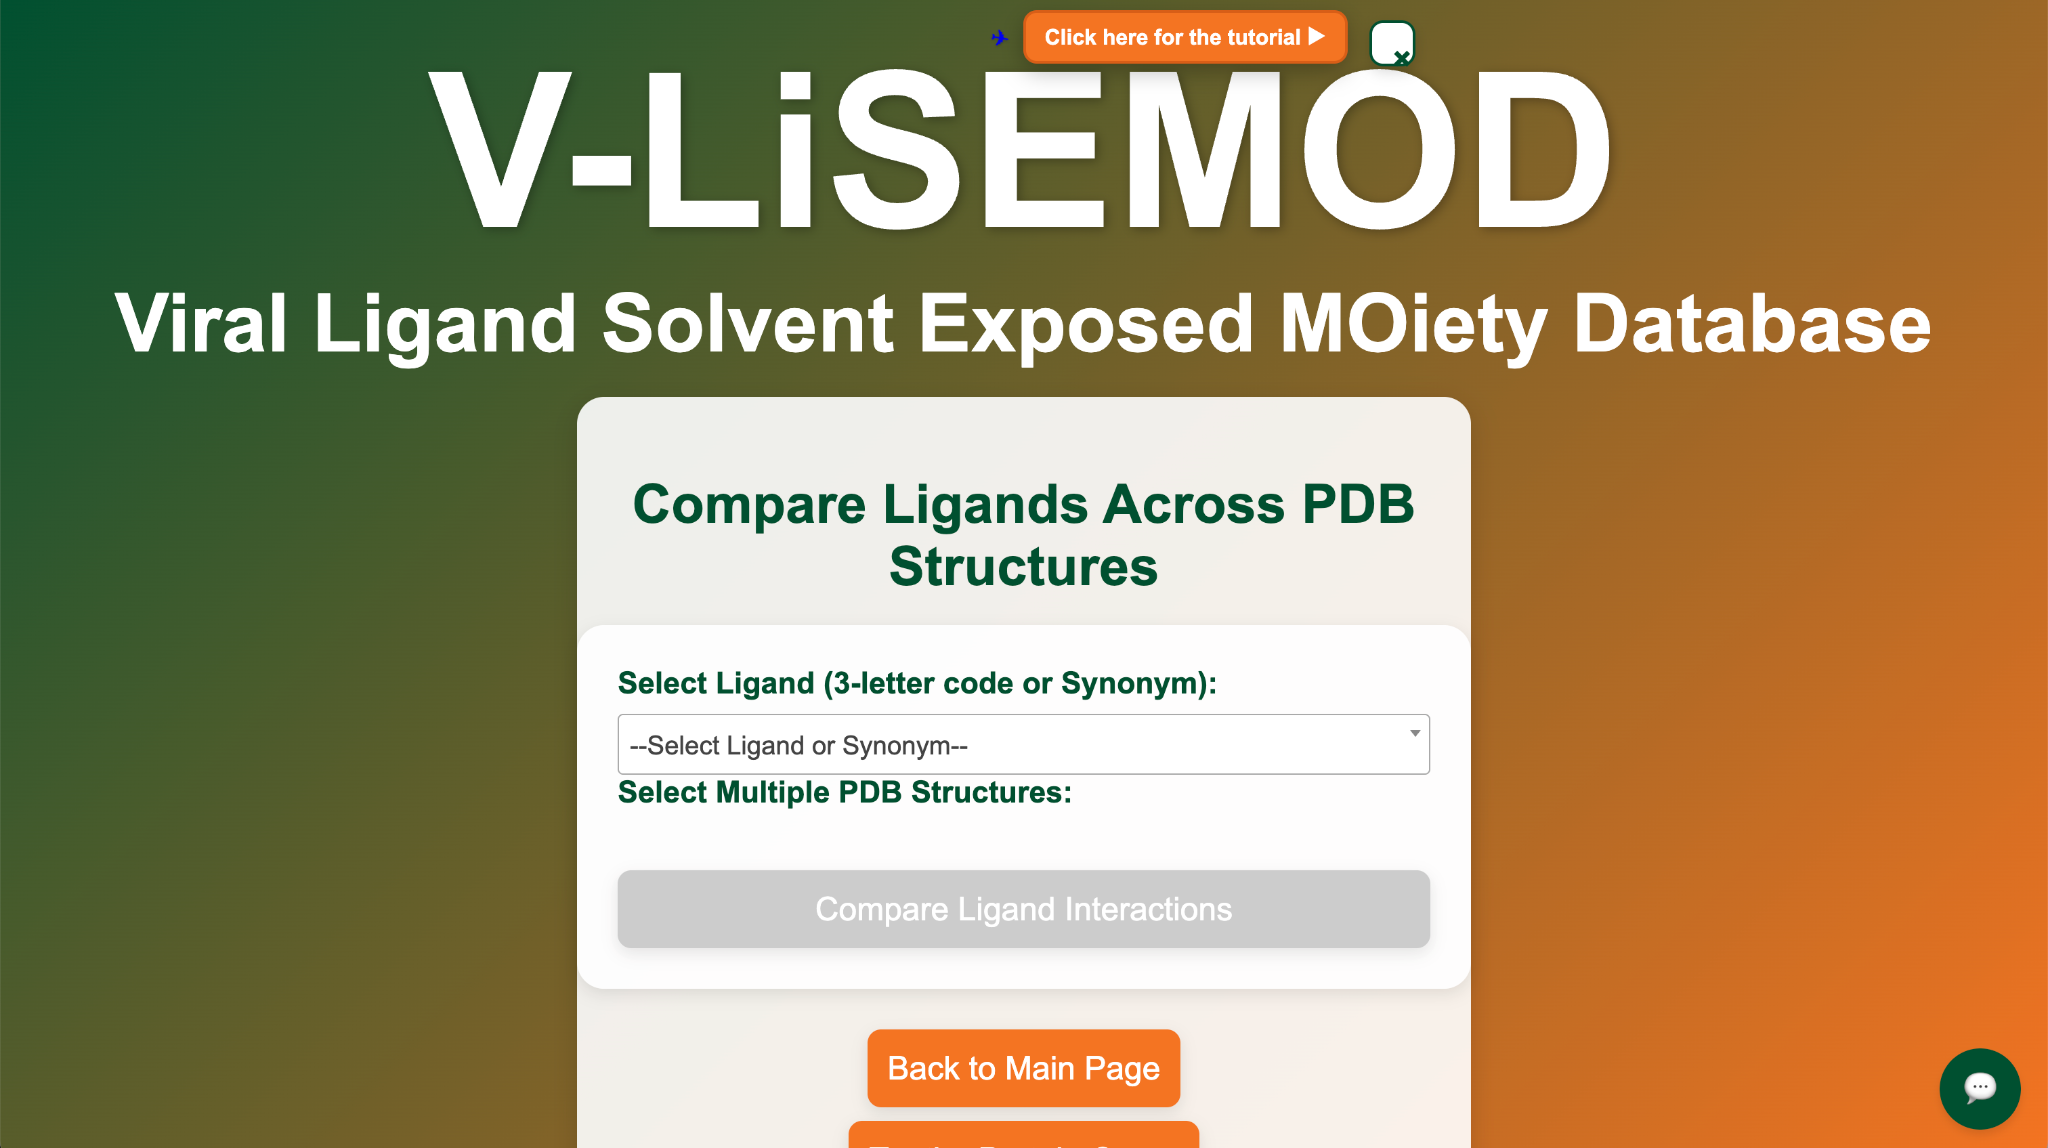 Click here for the tutorial ▶
V-LiSEMOD
Viral Ligand Solvent Exposed MOiety Database
Compare Ligands Across PDB
Structures
Select Ligand (3-letter code or Synonym):
--Select Ligand or Synonym--
Select Multiple PDB Structures:
Compare Ligand Interactions
Back to Main Page